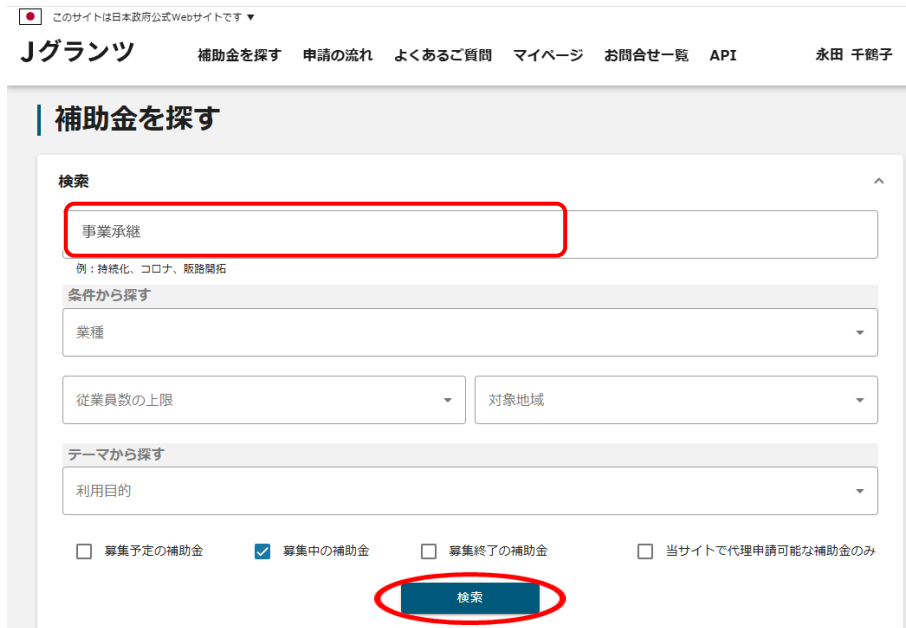 このサイトは日本政府公式Webサイトです ▼
Jグランツ 補助金を探す 申請の流れ よくあるご質問 マイページ お問合せ一覧 API 永田 千鶴子
補助金を探す
検索
事業承継
例：持続化、コロナ、販路開拓
条件から探す
業種
従業員数の上限 対象地域
テーマから探す
利用目的
募集予定の補助金 募集中の補助金 募集終了の補助金 当サイトで代理申請可能な補助金のみ
検索